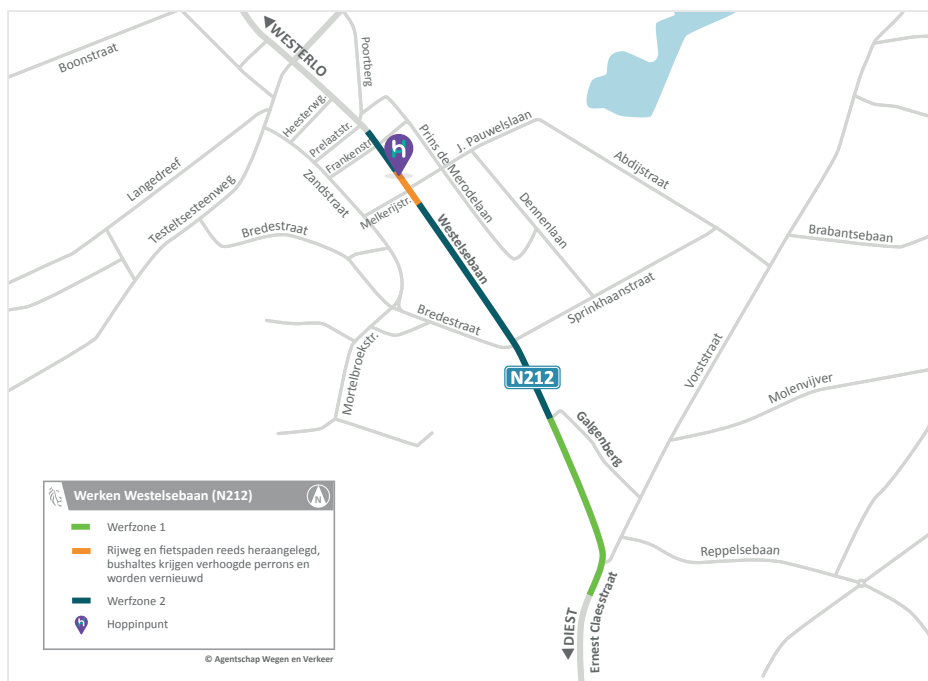 Boonstraat
WESTERLO
Poortberg
Heesterwg.
Prelaatstr.
Frankenstr.
h
Prins de Merodelaan
J. Pauwelslaan
Abdijstraat
Langedreef
Testeltsesteenweg
Zandstraat
Melkerijstr.
Bredestraat
Westelsebaan
Dennenlaan
Brabantsebaan
Bredestraat
Sprinkhaanstraat
Mortelbroekstr.
N212
Vorststraat
Molenvijver
Galgenberg
Reppelsebaan
Ernest Claesstraat
DIEST
Werken Westelsebaan (N212)
N
Werfzone 1
Rijweg en fietspaden reeds heraangelegd,
bushaltes krijgen verhoogde perrons en
worden vernieuwd
Werfzone 2
h
Hoppinpunt
© Agentschap Wegen en Verkeer